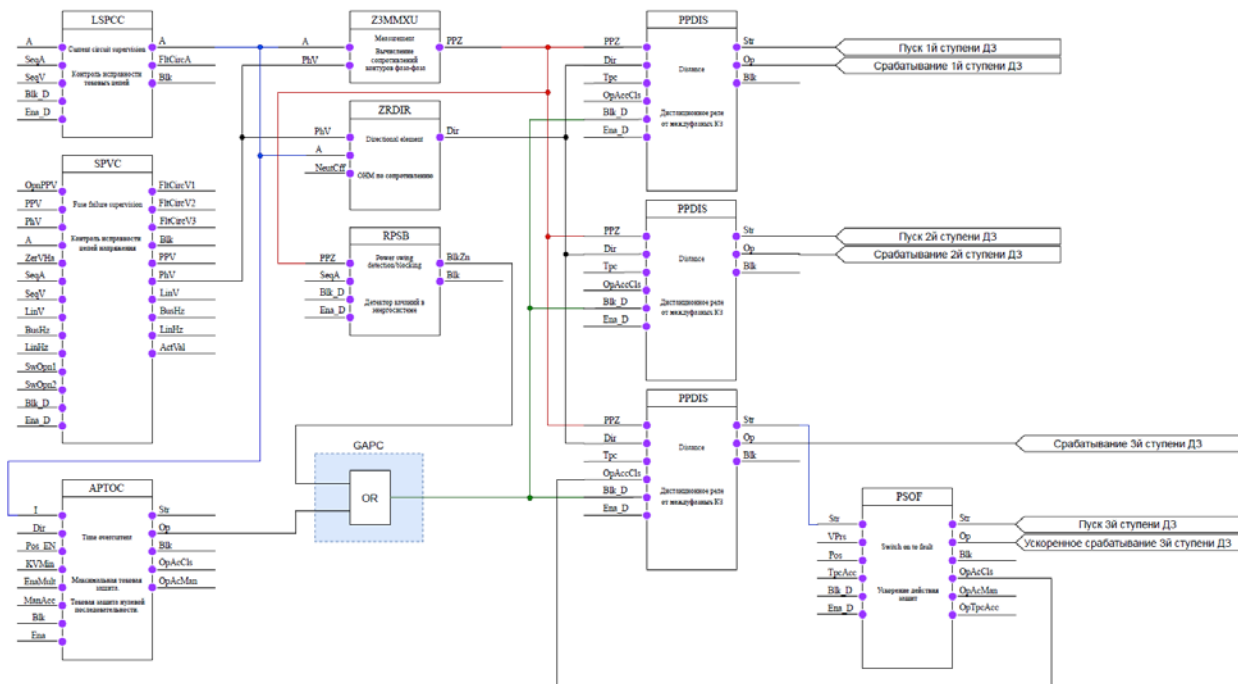 LSPCC
A
SeqA
SeqV
Blk_D
Ena_D
Current circuit supervision
Контроль исправности
токовых цепей
A
FltCircA
Blk
SPVC
OpnPPV
PPV
PhV
A
ZerVHa
SeqA
SeqV
LinV
BusHz
LinHz
SwOpn1
SwOpn2
Blk_D
Ena_D
Fuse failure supervision
Контроль исправности
цепей напряжения
FltCircV1
FltCircV2
FltCircV3
Blk
PPV
PhV
LinV
BusHz
LinHz
ActVal
APTOC
I
Dir
Pos_EN
KVMin
EnaMult
ManAcc
Blk
Ena
Time overcurrent
Максимальная токовая
защита.
Токовая защита нулевой
последовательности
Str
Op
Blk
OpAcCls
OpAcMan
Z3MMXU
A
PhV
Measurement
Вычисление
сопротивлений
контуров фаза-фаза
PPZ
ZRDIR
PhV
A
NeutCff
Directional element
ОНМ по сопротивлению
Dir
RPSB
PPZ
SeqA
Blk_D
Ena_D
Power swing
detection/blocking
Детектор качаний в
энергосистеме
BlkZn
Blk
GAPC
OR
PPDIS
PPZ
Dir
Tpc
OpAccCls
Blk_D
Ena_D
Distance
Дистанционное реле
от междуфазных КЗ
Str
Op
Blk
Пуск 1й ступени ДЗ
Срабатывание 1й ступени ДЗ
PPDIS
PPZ
Dir
Tpc
OpAccCls
Blk_D
Ena_D
Distance
Дистанционное реле
от междуфазных КЗ
Str
Op
Blk
Пуск 2й ступени ДЗ
Срабатывание 2й ступени ДЗ
PPDIS
PPZ
Dir
Tpc
OpAccCls
Blk_D
Ena_D
Distance
Дистанционное реле
от междуфазных КЗ
Str
Op
Blk
Срабатывание 3й ступени ДЗ
PSOF
Str
VPrs
Pos
TpcAcc
Blk_D
Ena_D
Switch on to fault
Ускорение действия
защит
Str
Op
Blk
OpAcCls
OpAcMan
OpTpcAcc
Пуск 3й ступени ДЗ
Ускоренное срабатывание 3й ступени ДЗ